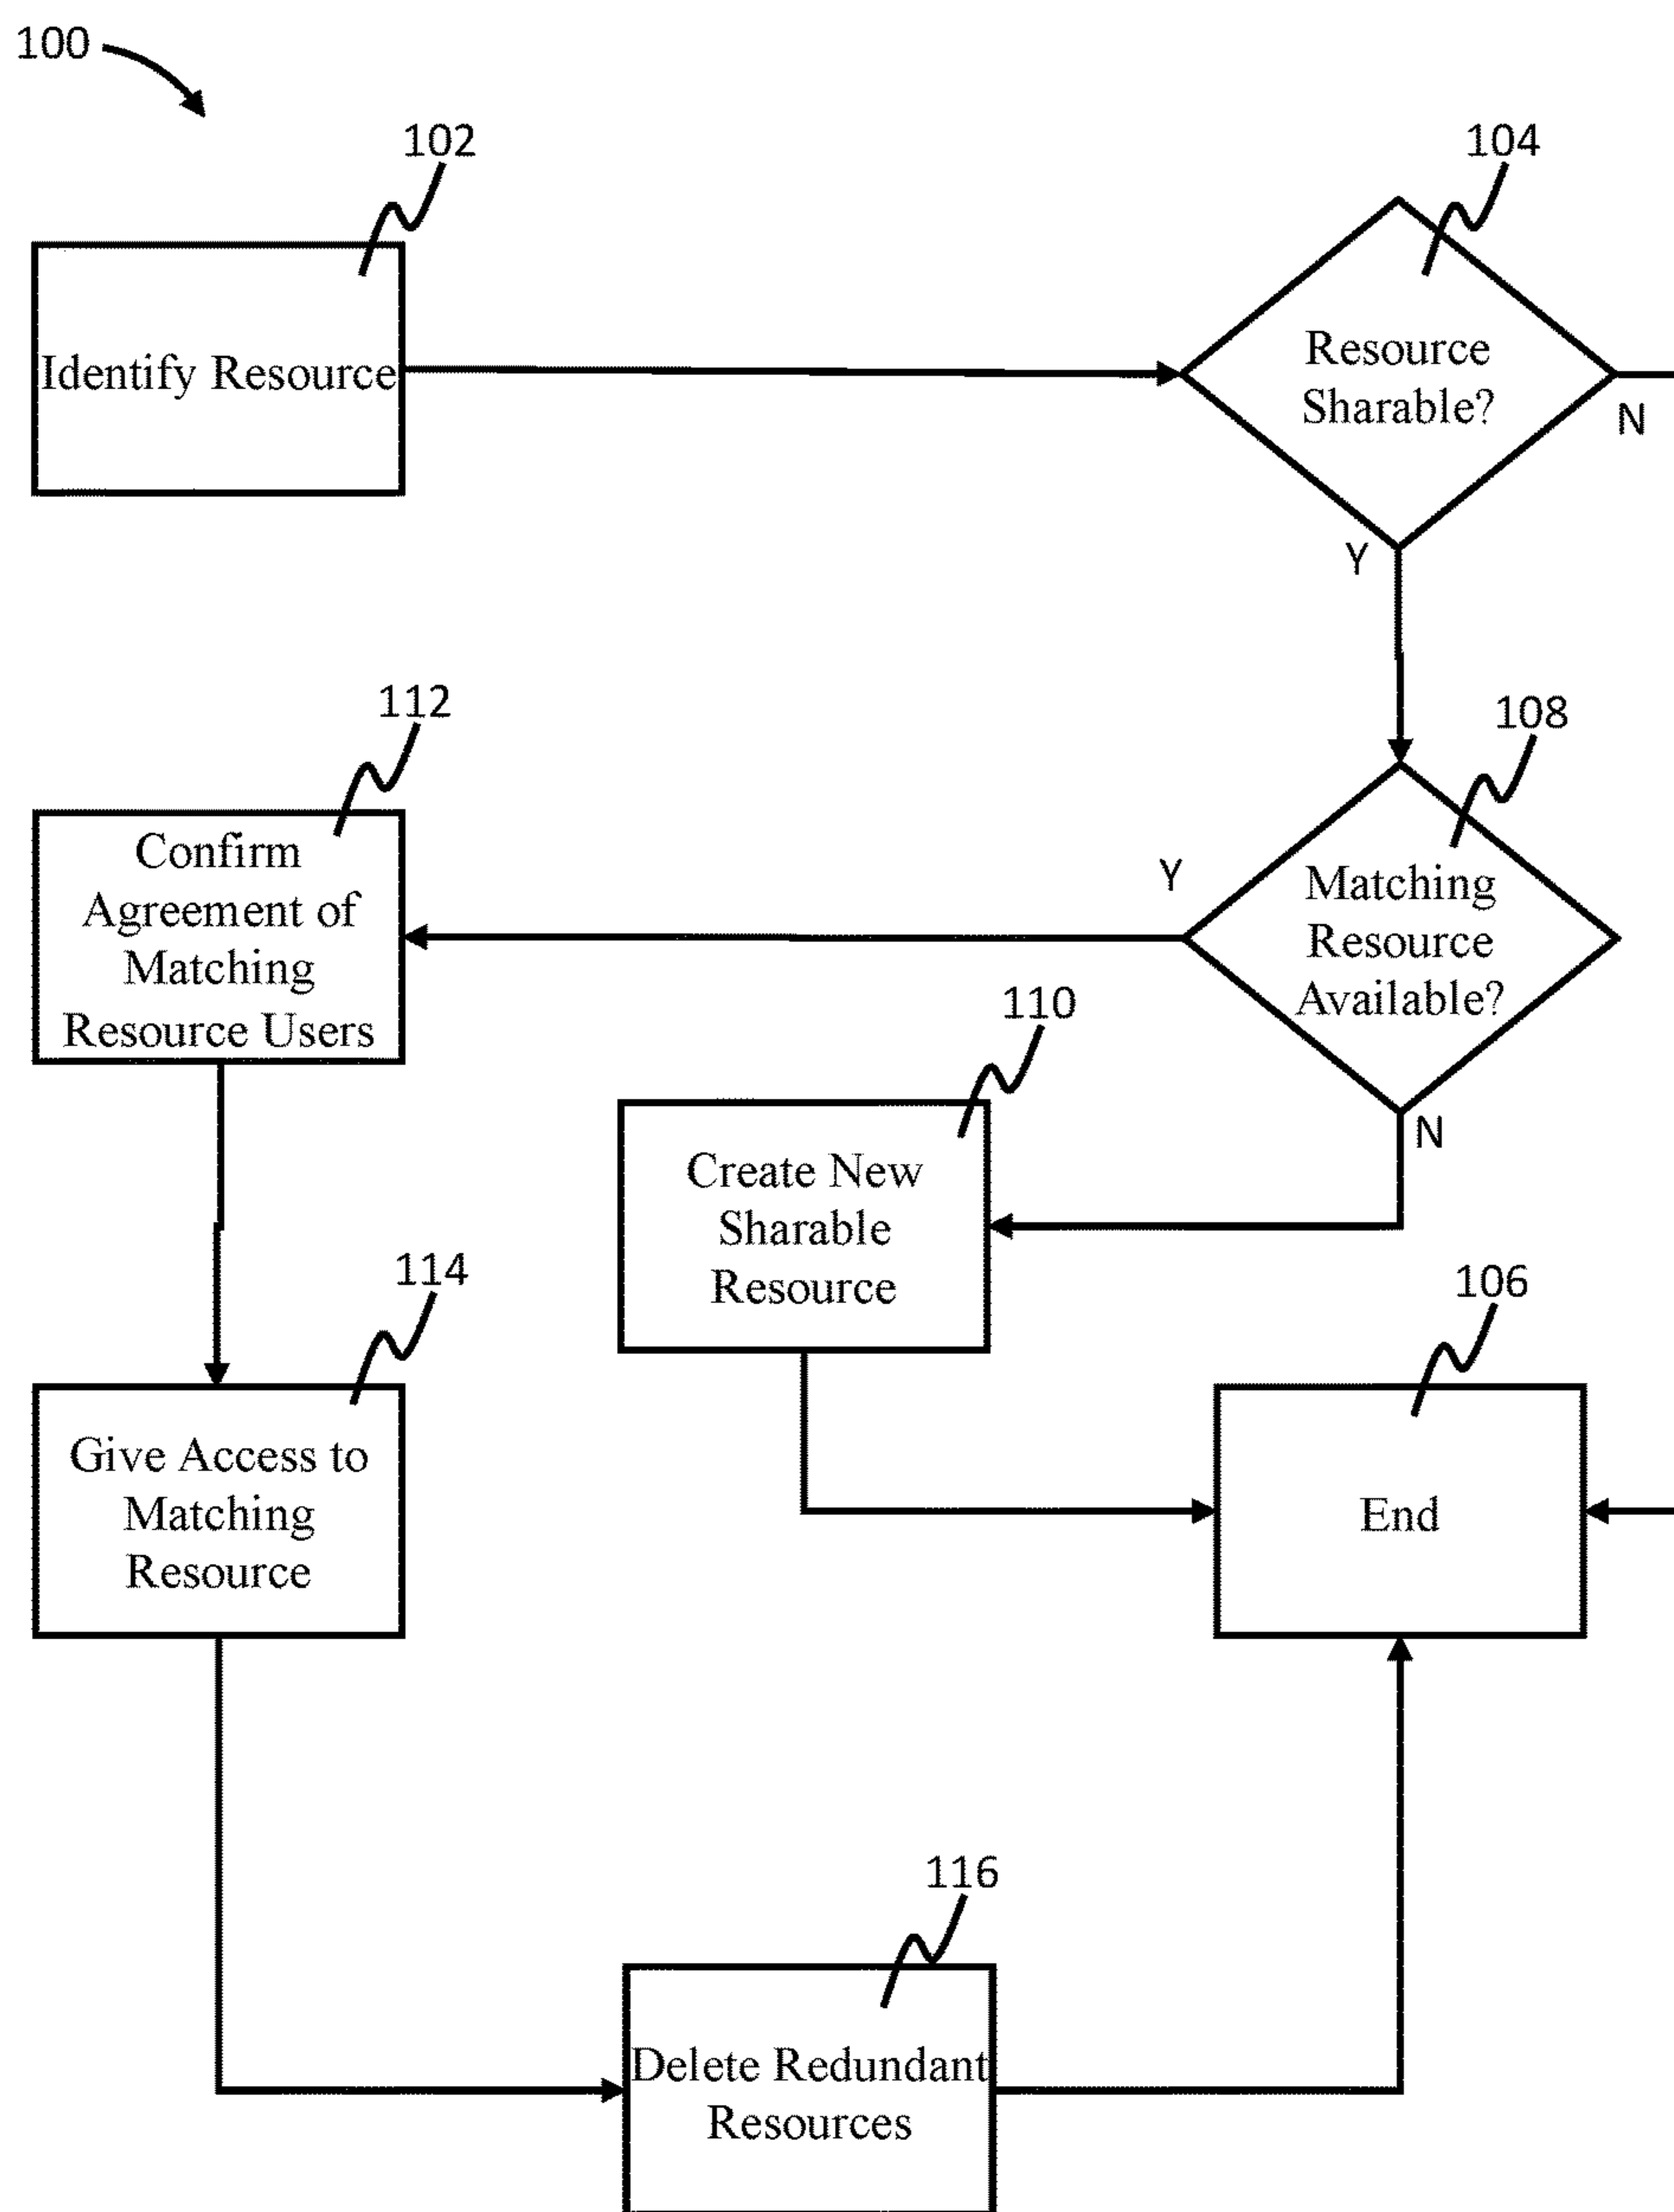 100
102
Identify Resource
104
Resource
Sharable?
N
Y
112
Confirm
Agreement of
Matching
Resource Users
108
Matching
Resource
Available?
Y
N
110
Create New
Sharable
Resource
114
Give Access to
Matching
Resource
106
End
116
Delete Redundant
Resources